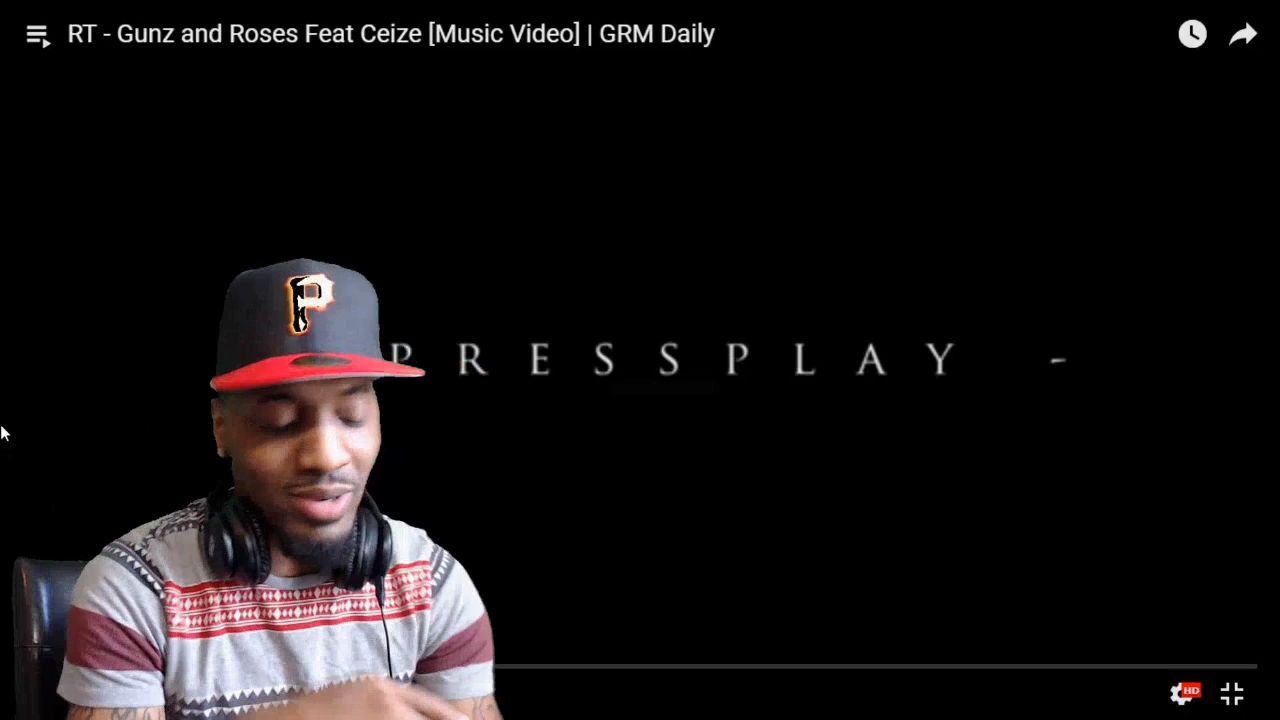 RT - Gunz and Roses Feat Ceize [Music Video] | GRM Daily
P
PRESSPLAY -
HD